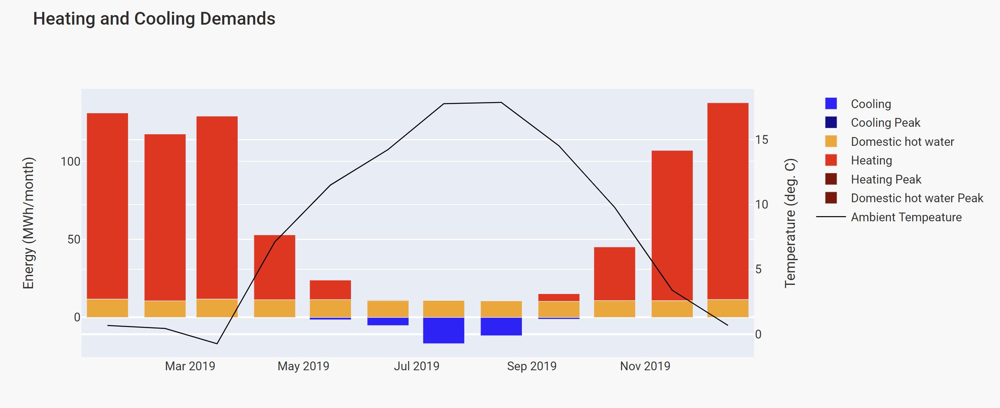 Heating and Cooling Demands
Energy (MWh/month)
100
50
0
15
10
5
0
Temperature (deg. C)
Mar 2019
May 2019
Jul 2019
Sep 2019
Nov 2019
Cooling
Cooling Peak
Domestic hot water
Heating
Heating Peak
Domestic hot water Peak
Ambient Tempeature